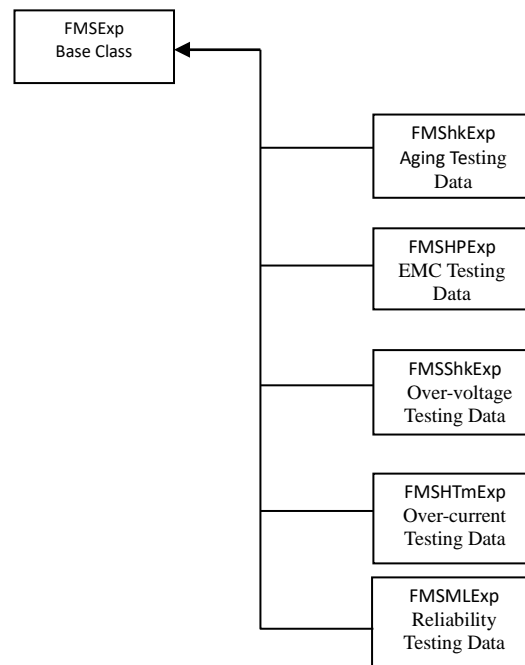 FMSExp
Base Class
FMShkExp
Aging Testing
Data
FMSHPExp
EMC Testing
Data
FMSShkExp
Over-voltage
Testing Data
FMSHTmExp
Over-current
Testing Data
FMSMLExp
Reliability
Testing Data